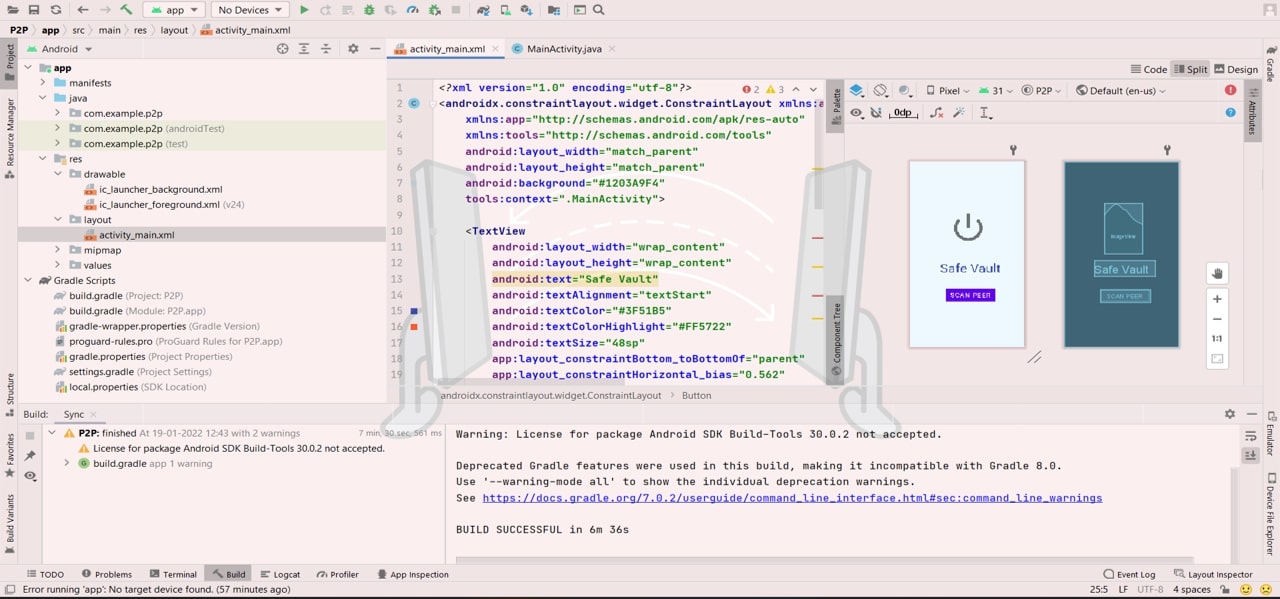 app
No Devices
P2P
app
src
main
res
layout
activity_main.xml
Android
activity_main.xml
MainActivity.java
Project
Resource Manager
Structure
Favorites
Build Variants
app
manifests
java
com.example.p2p
com.example.p2p (androidTest)
com.example.p2p (test)
res
drawable
ic_launcher_background.xml
ic_launcher_foreground.xml (v24)
layout
activity_main.xml
mipmap
values
Gradle Scripts
build.gradle (Project: P2P)
build.gradle (Module: P2P.app)
gradle-wrapper.properties (Gradle Version)
proguard-rules.pro (ProGuard Rules for P2P.app)
gradle.properties (Project Properties)
settings.gradle (Project Settings)
local.properties (SDK Location)
Code
Split
Design
2 3
1 <?xml version="1.0" encoding="utf-8"?>
2 <androidx.constraintlayout.widget.ConstraintLayout xmlns:a
3 xmlns:app="http://schemas.android.com/apk/res-auto"
4 xmlns:tools="http://schemas.android.com/tools"
5 android:layout_width="match_parent"
6 android:layout_height="match_parent"
7 android:background="#1203A9F4"
8 tools:context=".MainActivity">
9
10 <TextView
11 android:layout_width="wrap_content"
12 android:layout_height="wrap_content"
13 android:text="Safe Vault"
14 android:textAlignment="textStart"
15 android:textColor="#3F51B5"
16 android:textColorHighlight="#FF5722"
17 android:textSize="48sp"
18 app:layout_constraintBottom_toBottomOf="parent"
19 app:layout_constraintHorizontal_bias="0.562"
androidx.constraintlayout.widget.ConstraintLayout
Button
Palette
Component Tree
Pixel
31
P2P
Default (en-us)
0dp
Safe Vault
SCAN PEER
ImageView
Safe Vault
SCAN PEER
1:1
Gradle
Attributes
Emulator
Device File Explorer
Build:
Sync
P2P: finished At 19-01-2022 12:43 with 2 warnings
7 min, 30 sec, 561 ms
License for package Android SDK Build-Tools 30.0.2 not accepted.
build.gradle app 1 warning
Warning: License for package Android SDK Build-Tools 30.0.2 not accepted.
Deprecated Gradle features were used in this build, making it incompatible with Gradle 8.0.
Use '--warning-mode all' to show the individual deprecation warnings.
See https://docs.gradle.org/7.0.2/userguide/command_line_interface.html#sec:command_line_warnings
BUILD SUCCESSFUL in 6m 36s
TODO
Problems
Terminal
Build
Logcat
Profiler
App Inspection
Event Log
Layout Inspector
Error running 'app': No target device found. (57 minutes ago)
25:5
LF
UTF-8
4 spaces